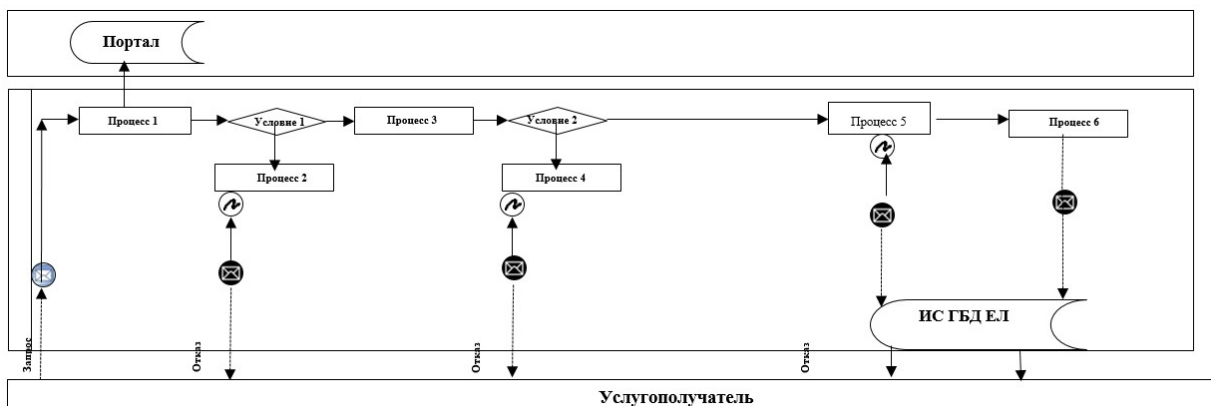 Портал
Процесс 1
Условие 1
Процесс 3
Условие 2
Процесс 5
Процесс 6
Процесс 2
Процесс 4
ИС ГБД ЕЛ
Запрос
Отказ
Отказ
Отказ
Услугополучатель